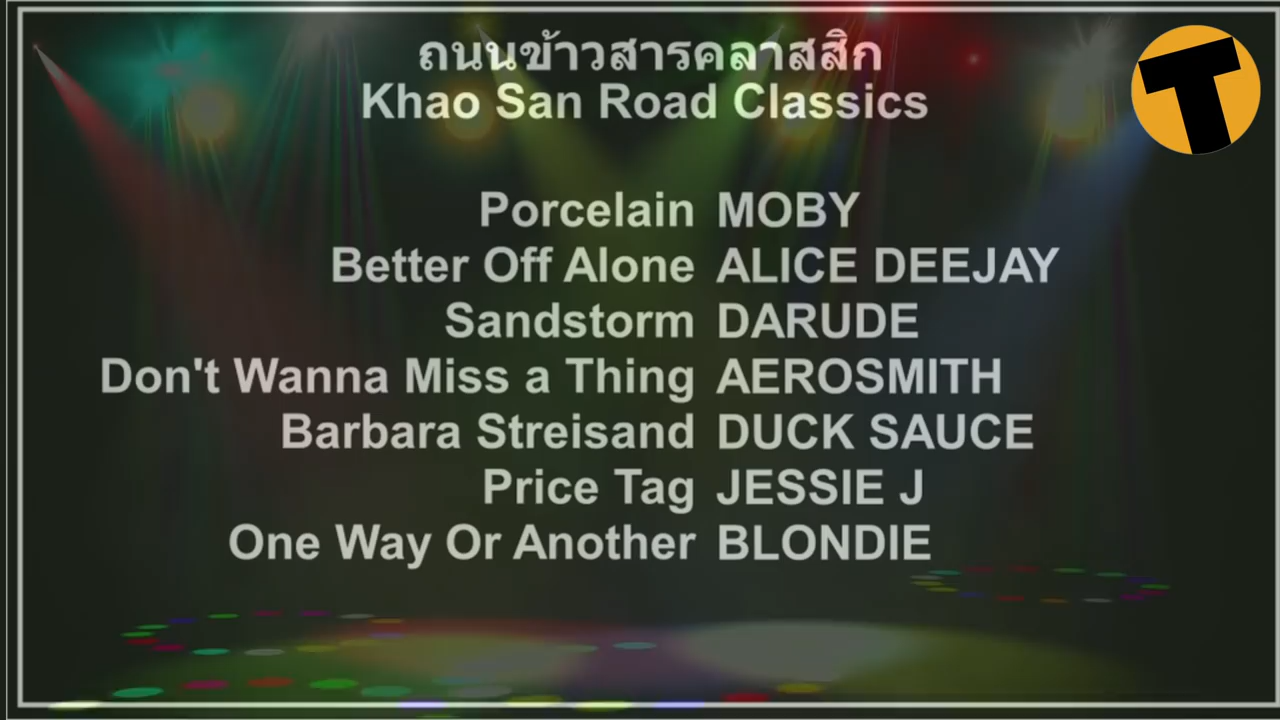 ถนนข้าวสารคลาสสิก
Khao San Road Classics
Porcelain MOBY
Better Off Alone ALICE DEEJAY
Sandstorm DARUDE
Don't Wanna Miss a Thing AEROSMITH
Barbara Streisand DUCK SAUCE
Price Tag JESSIE J
One Way Or Another BLONDIE
T